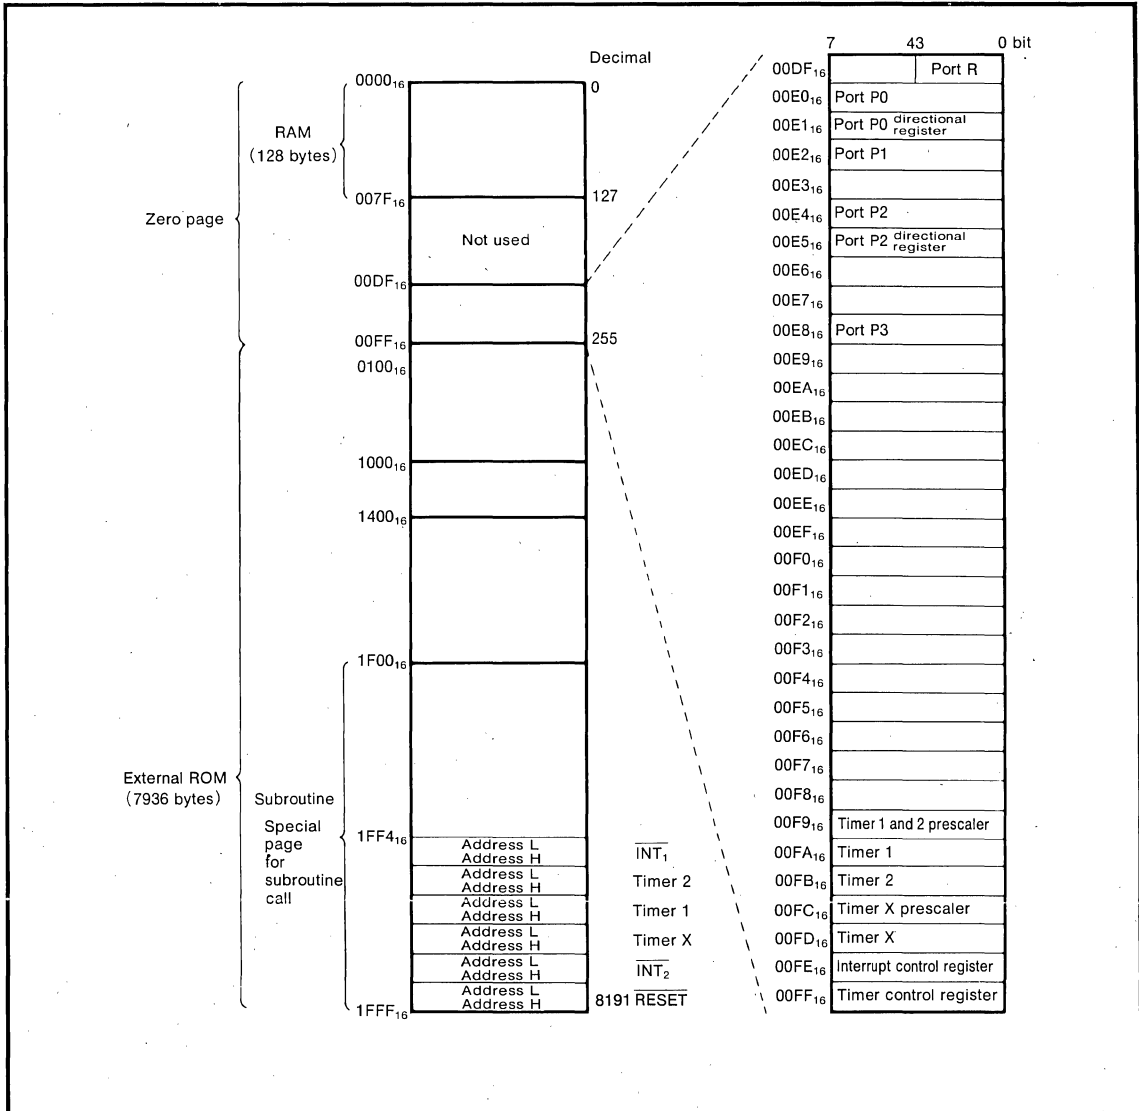 Decimal
0000₁₆
0
RAM
(128 bytes)
007F₁₆
127
Zero page
Not used
00DF₁₆
00FF₁₆
255
0100₁₆
1000₁₆
1400₁₆
1F00₁₆
External ROM
(7936 bytes)
Subroutine
Special
page
for
subroutine
call
1FF4₁₆
Address L
Address H
INT₁
Address L
Address H
Timer 2
Address L
Address H
Timer 1
Address L
Address H
Timer X
Address L
Address H
INT₂
Address L
Address H
8191 RESET
1FFF₁₆
7 43 0 bit
00DF₁₆ Port R
00E0₁₆ Port P0
00E1₁₆ Port P0 directional register
00E2₁₆ Port P1
00E3₁₆
00E4₁₆ Port P2
00E5₁₆ Port P2 directional register
00E6₁₆
00E7₁₆
00E8₁₆ Port P3
00E9₁₆
00EA₁₆
00EB₁₆
00EC₁₆
00ED₁₆
00EE₁₆
00EF₁₆
00F0₁₆
00F1₁₆
00F2₁₆
00F3₁₆
00F4₁₆
00F5₁₆
00F6₁₆
00F7₁₆
00F8₁₆
00F9₁₆ Timer 1 and 2 prescaler
00FA₁₆ Timer 1
00FB₁₆ Timer 2
00FC₁₆ Timer X prescaler
00FD₁₆ Timer X
00FE₁₆ Interrupt control register
00FF₁₆ Timer control register